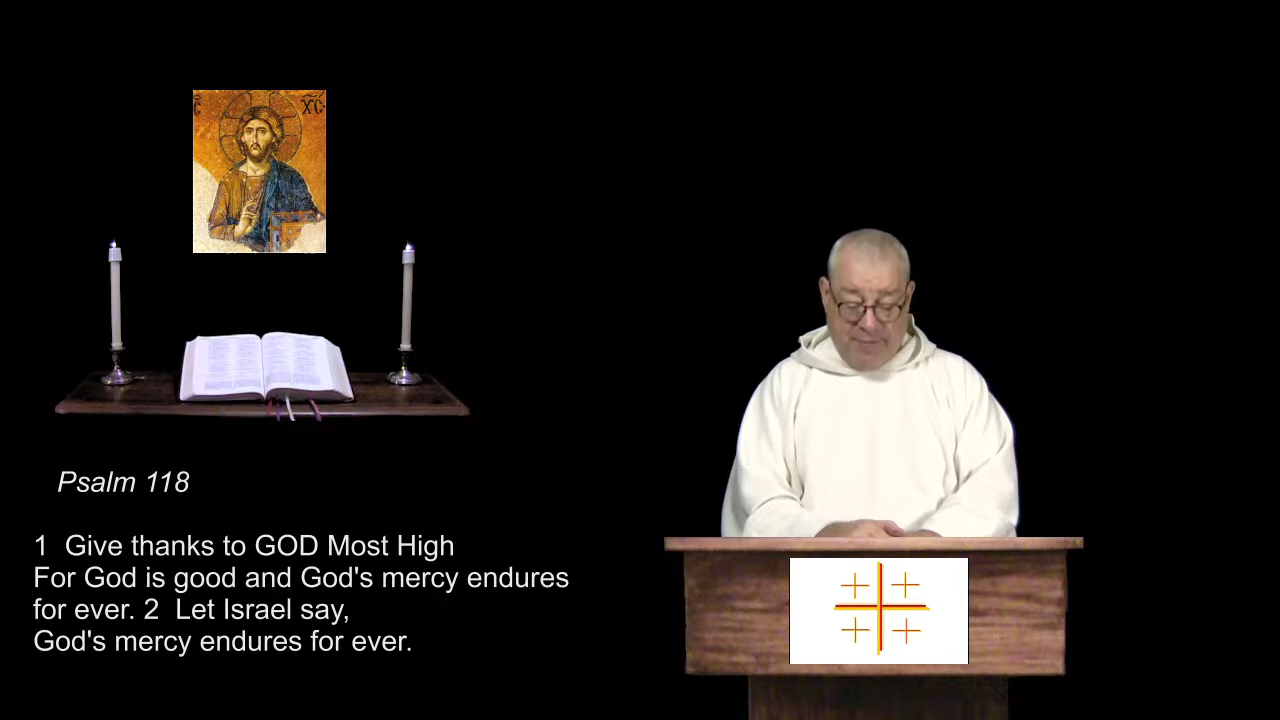 XC
Psalm 118
1 Give thanks to GOD Most High
For God is good and God's mercy endures
for ever. 2 Let Israel say,
God's mercy endures for ever.